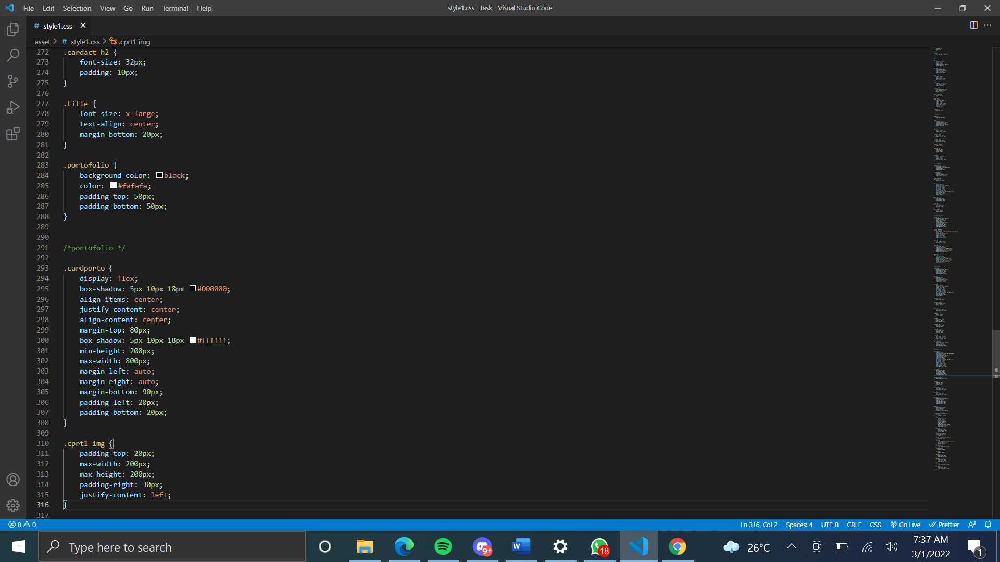 File Edit Selection View Go Run Terminal Help
style1.css - task - Visual Studio Code
# style1.css
asset > # style1.css > .cprt1 img
272 .cardact h2 {
273 font-size: 32px;
274 padding: 10px;
275 }
276
277 .title {
278 font-size: x-large;
279 text-align: center;
280 margin-bottom: 20px;
281 }
282
283 .portofolio {
284 background-color: black;
285 color: #fafafa;
286 padding-top: 50px;
287 padding-bottom: 50px;
288 }
289
290
291 /*portofolio */
292
293 .cardporto {
294 display: flex;
295 box-shadow: 5px 10px 18px #000000;
296 align-items: center;
297 justify-content: center;
298 align-content: center;
299 margin-top: 80px;
300 box-shadow: 5px 10px 18px #ffffff;
301 min-height: 200px;
302 max-width: 800px;
303 margin-left: auto;
304 margin-right: auto;
305 margin-bottom: 90px;
306 padding-left: 20px;
307 padding-bottom: 20px;
308 }
309
310 .cprt1 img {
311 padding-top: 20px;
312 max-width: 200px;
313 max-height: 200px;
314 padding-right: 30px;
315 justify-content: left;
316 }
317
0 0 Ln 316, Col 2 Spaces: 4 UTF-8 CRLF CSS Go Live Prettier
Type here to search
9+
W
18
26°C
7:37 AM
3/1/2022
1